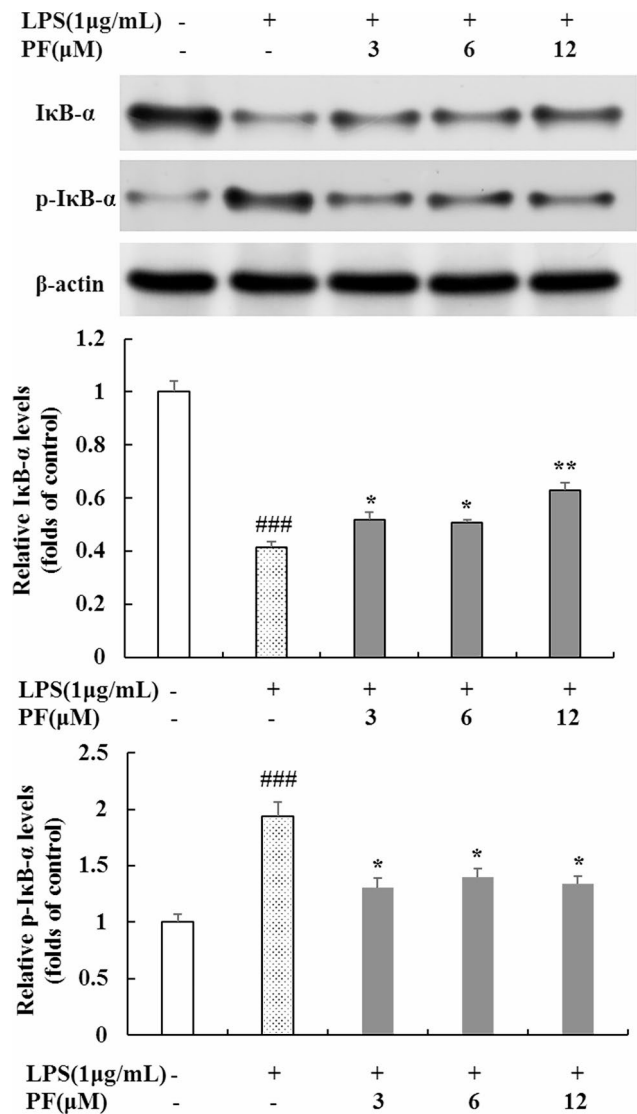 LPS(1μg/mL) - + + + +
PF(μM) - - 3 6 12
IκB-α
p-IκB-α
β-actin
Relative IκB-α levels
(folds of control)
1.2
1
0.8
0.6
0.4
0.2
0
###
*
*
**
LPS(1μg/mL) - + + + +
PF(μM) - - 3 6 12
Relative p-IκB-α levels
(folds of control)
2.5
2
1.5
1
0.5
0
###
*
*
*
LPS(1μg/mL) - + + + +
PF(μM) - - 3 6 12